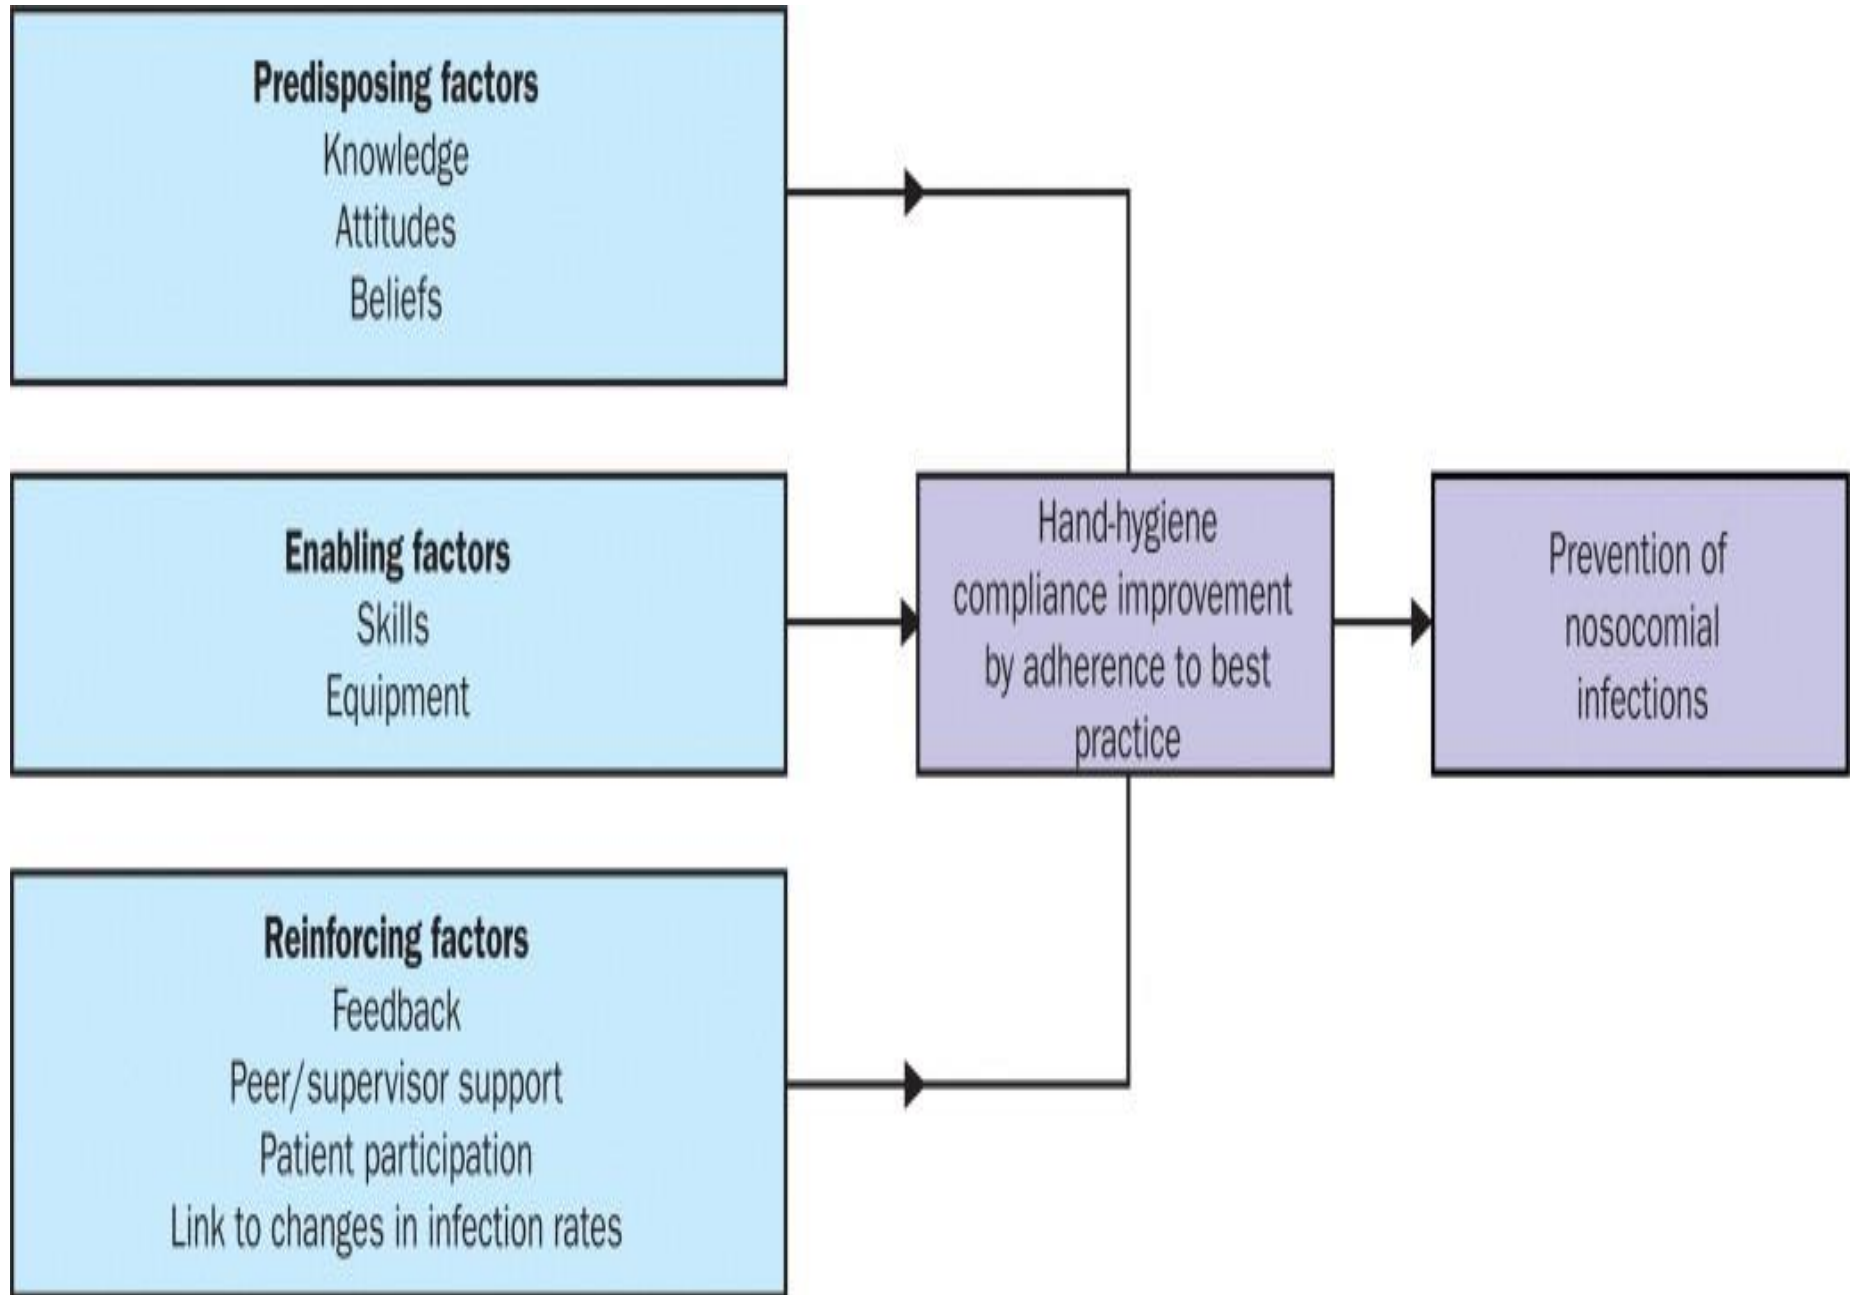 Predisposing factors
Knowledge
Attitudes
Beliefs
Enabling factors
Skills
Equipment
Reinforcing factors
Feedback
Peer/supervisor support
Patient participation
Link to changes in infection rates
Hand-hygiene
compliance improvement
by adherence to best
practice
Prevention of
nosocomial
infections